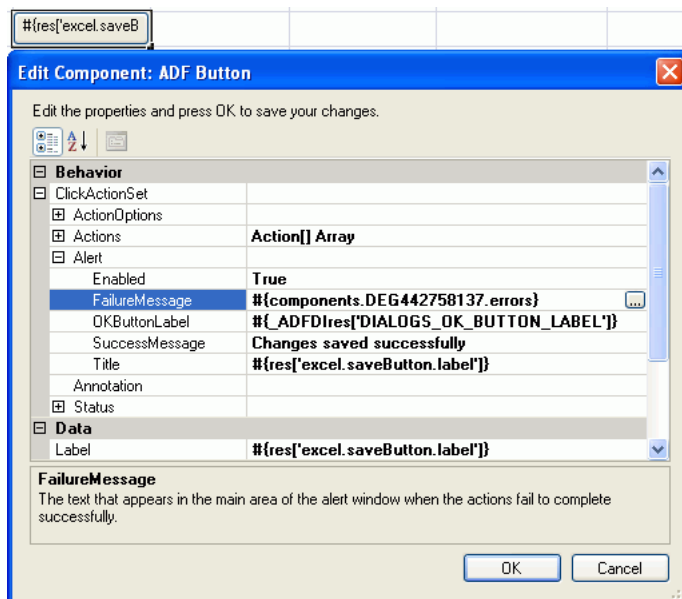 #{res['excel.saveB
Edit Component: ADF Button
Edit the properties and press OK to save your changes.
Behavior
ClickActionSet
ActionOptions
Actions Action[] Array
Alert
Enabled True
FailureMessage #{components.DEG442758137.errors} ...
OKButtonLabel #{_ADFDIres['DIALOGS_OK_BUTTON_LABEL']}
SuccessMessage Changes saved successfully
Title #{res['excel.saveButton.label']}
Annotation
Status
Data
Label #{res['excel.saveButton.label']}
FailureMessage
The text that appears in the main area of the alert window when the actions fail to complete
successfully.
OK Cancel